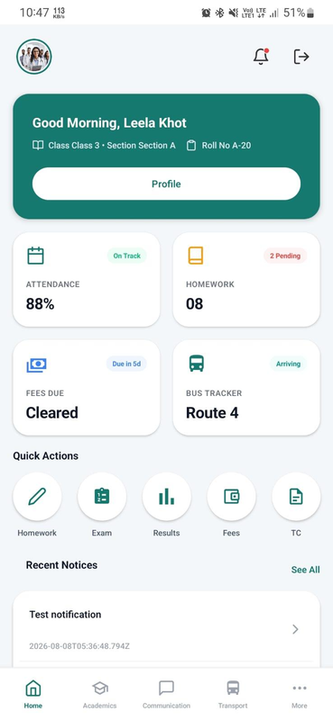 10:47 113 KB/s VoI) LTE LTE1 ↓↑ 51%
Good Morning, Leela Khot
Class Class 3 • Section Section A Roll No A-20
Profile
On Track
ATTENDANCE
88%
2 Pending
HOMEWORK
08
Due in 5d
FEES DUE
Cleared
Arriving
BUS TRACKER
Route 4
Quick Actions
Homework Exam Results Fees TC
Recent Notices See All
Test notification
2026-08-08T05:36:48.794Z
Home Academics Communication Transport More